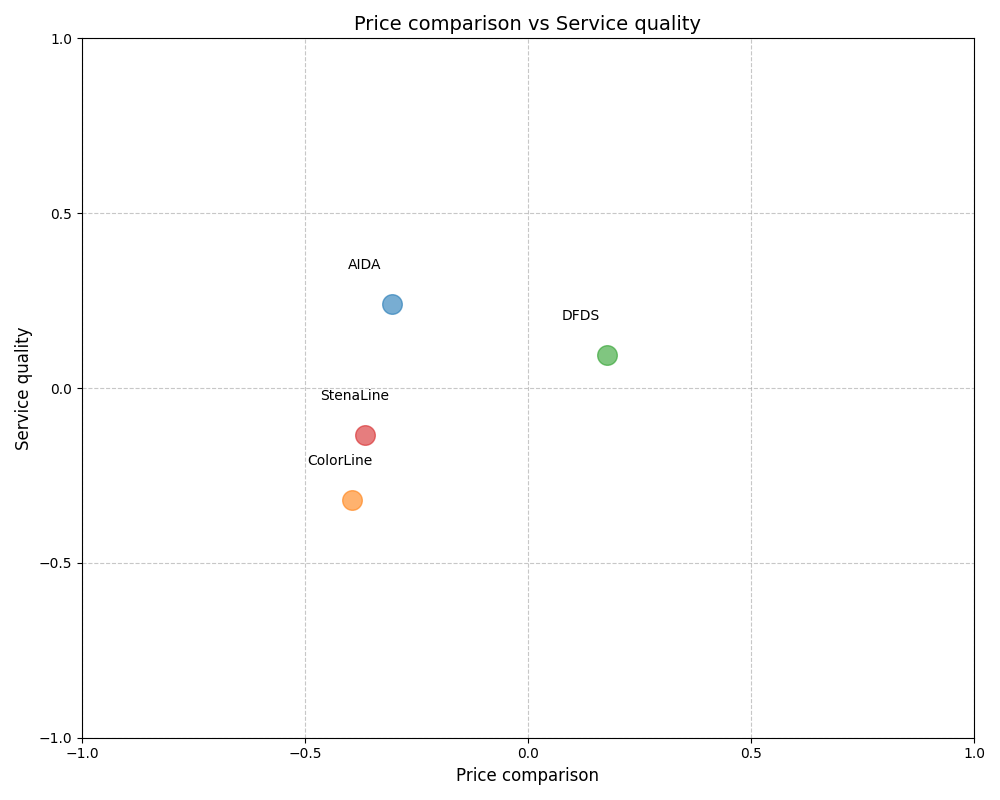 Price comparison vs Service quality
1.0
0.5
0.0
−0.5
−1.0
Service quality
AIDA
DFDS
StenaLine
ColorLine
−1.0
−0.5
0.0
0.5
1.0
Price comparison